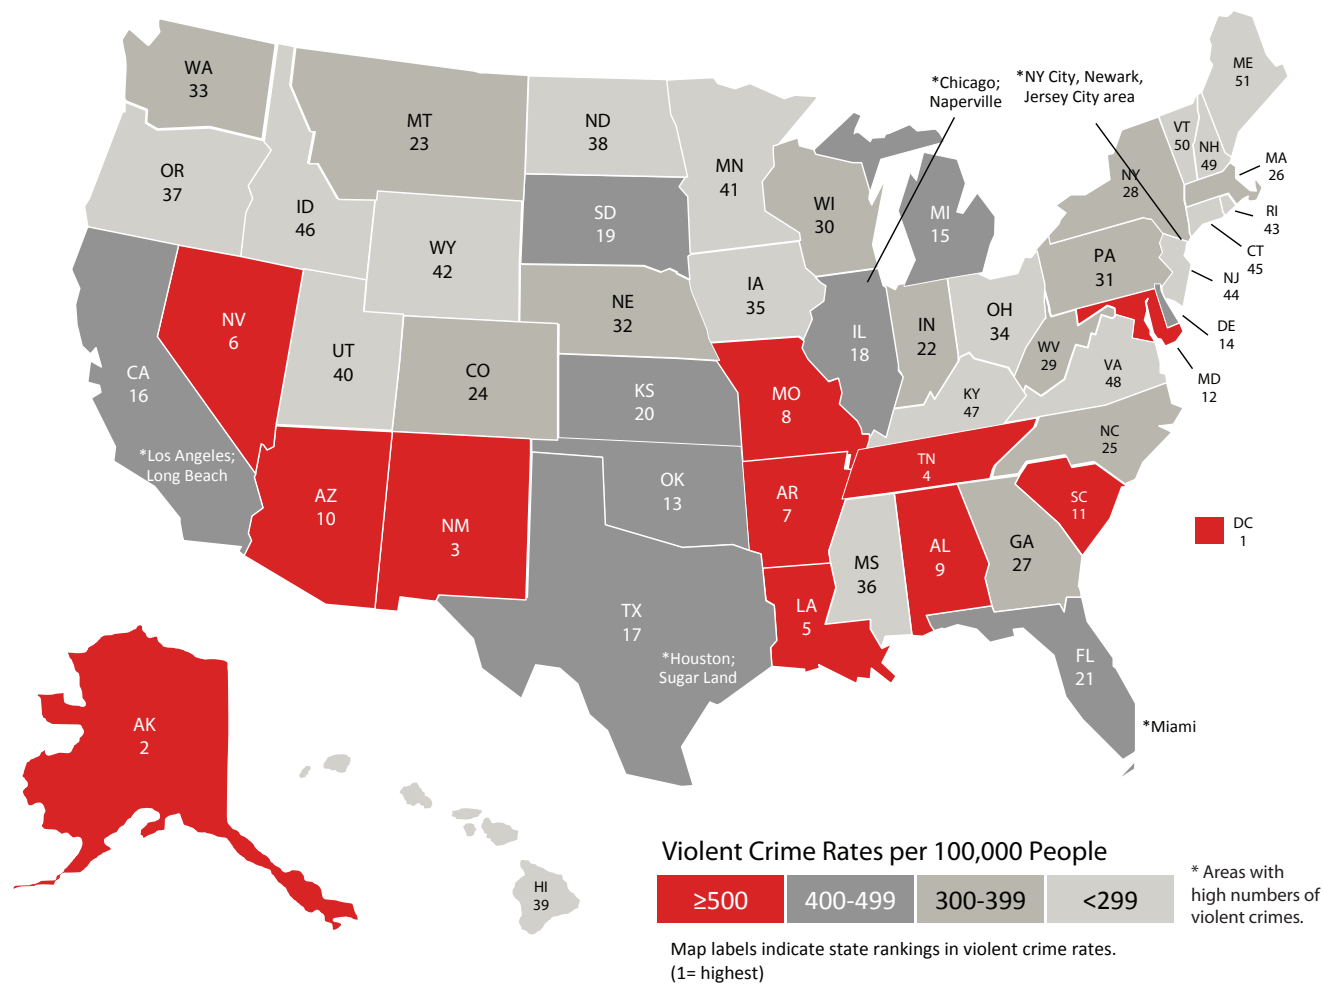 WA
33
MT
23
ND
38
MN
41
ME
51
*Chicago;
Naperville
*NY City, Newark,
Jersey City area
VT
50
NH
49
MA
26
OR
37
ID
46
SD
19
WI
30
MI
15
NY
28
RI
43
WY
42
CT
45
NJ
44
NV
6
NE
32
IA
35
PA
31
IL
18
IN
22
OH
34
DE
14
UT
40
CO
24
WV
29
VA
48
MD
12
CA
16
KS
20
MO
8
KY
47
NC
25
*Los Angeles;
Long Beach
AZ
10
NM
3
OK
13
AR
7
TN
4
SC
11
DC
1
MS
36
AL
9
GA
27
TX
17
LA
5
*Houston;
Sugar Land
FL
21
*Miami
AK
2
HI
39
Violent Crime Rates per 100,000 People
≥500
400-499
300-399
<299
* Areas with
high numbers of
violent crimes.
Map labels indicate state rankings in violent crime rates.
(1= highest)